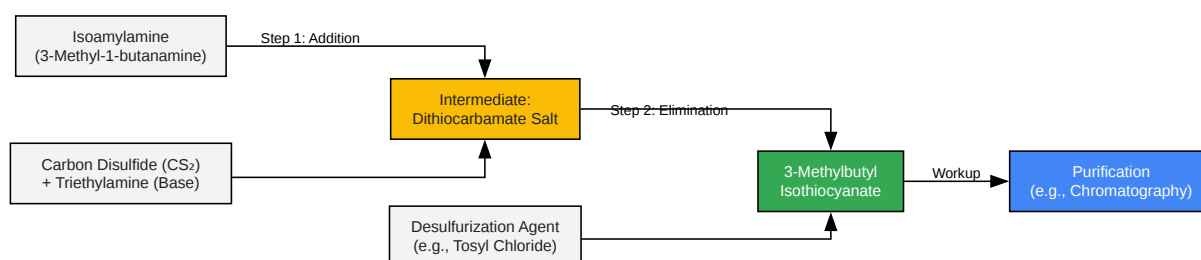 Isoamylamine
(3-Methyl-1-butanamine)
Step 1: Addition
Intermediate:
Dithiocarbamate Salt
Step 2: Elimination
Carbon Disulfide (CS₂)
+ Triethylamine (Base)
3-Methylbutyl
Isothiocyanate
Workup
Purification
(e.g., Chromatography)
Desulfurization Agent
(e.g., Tosyl Chloride)